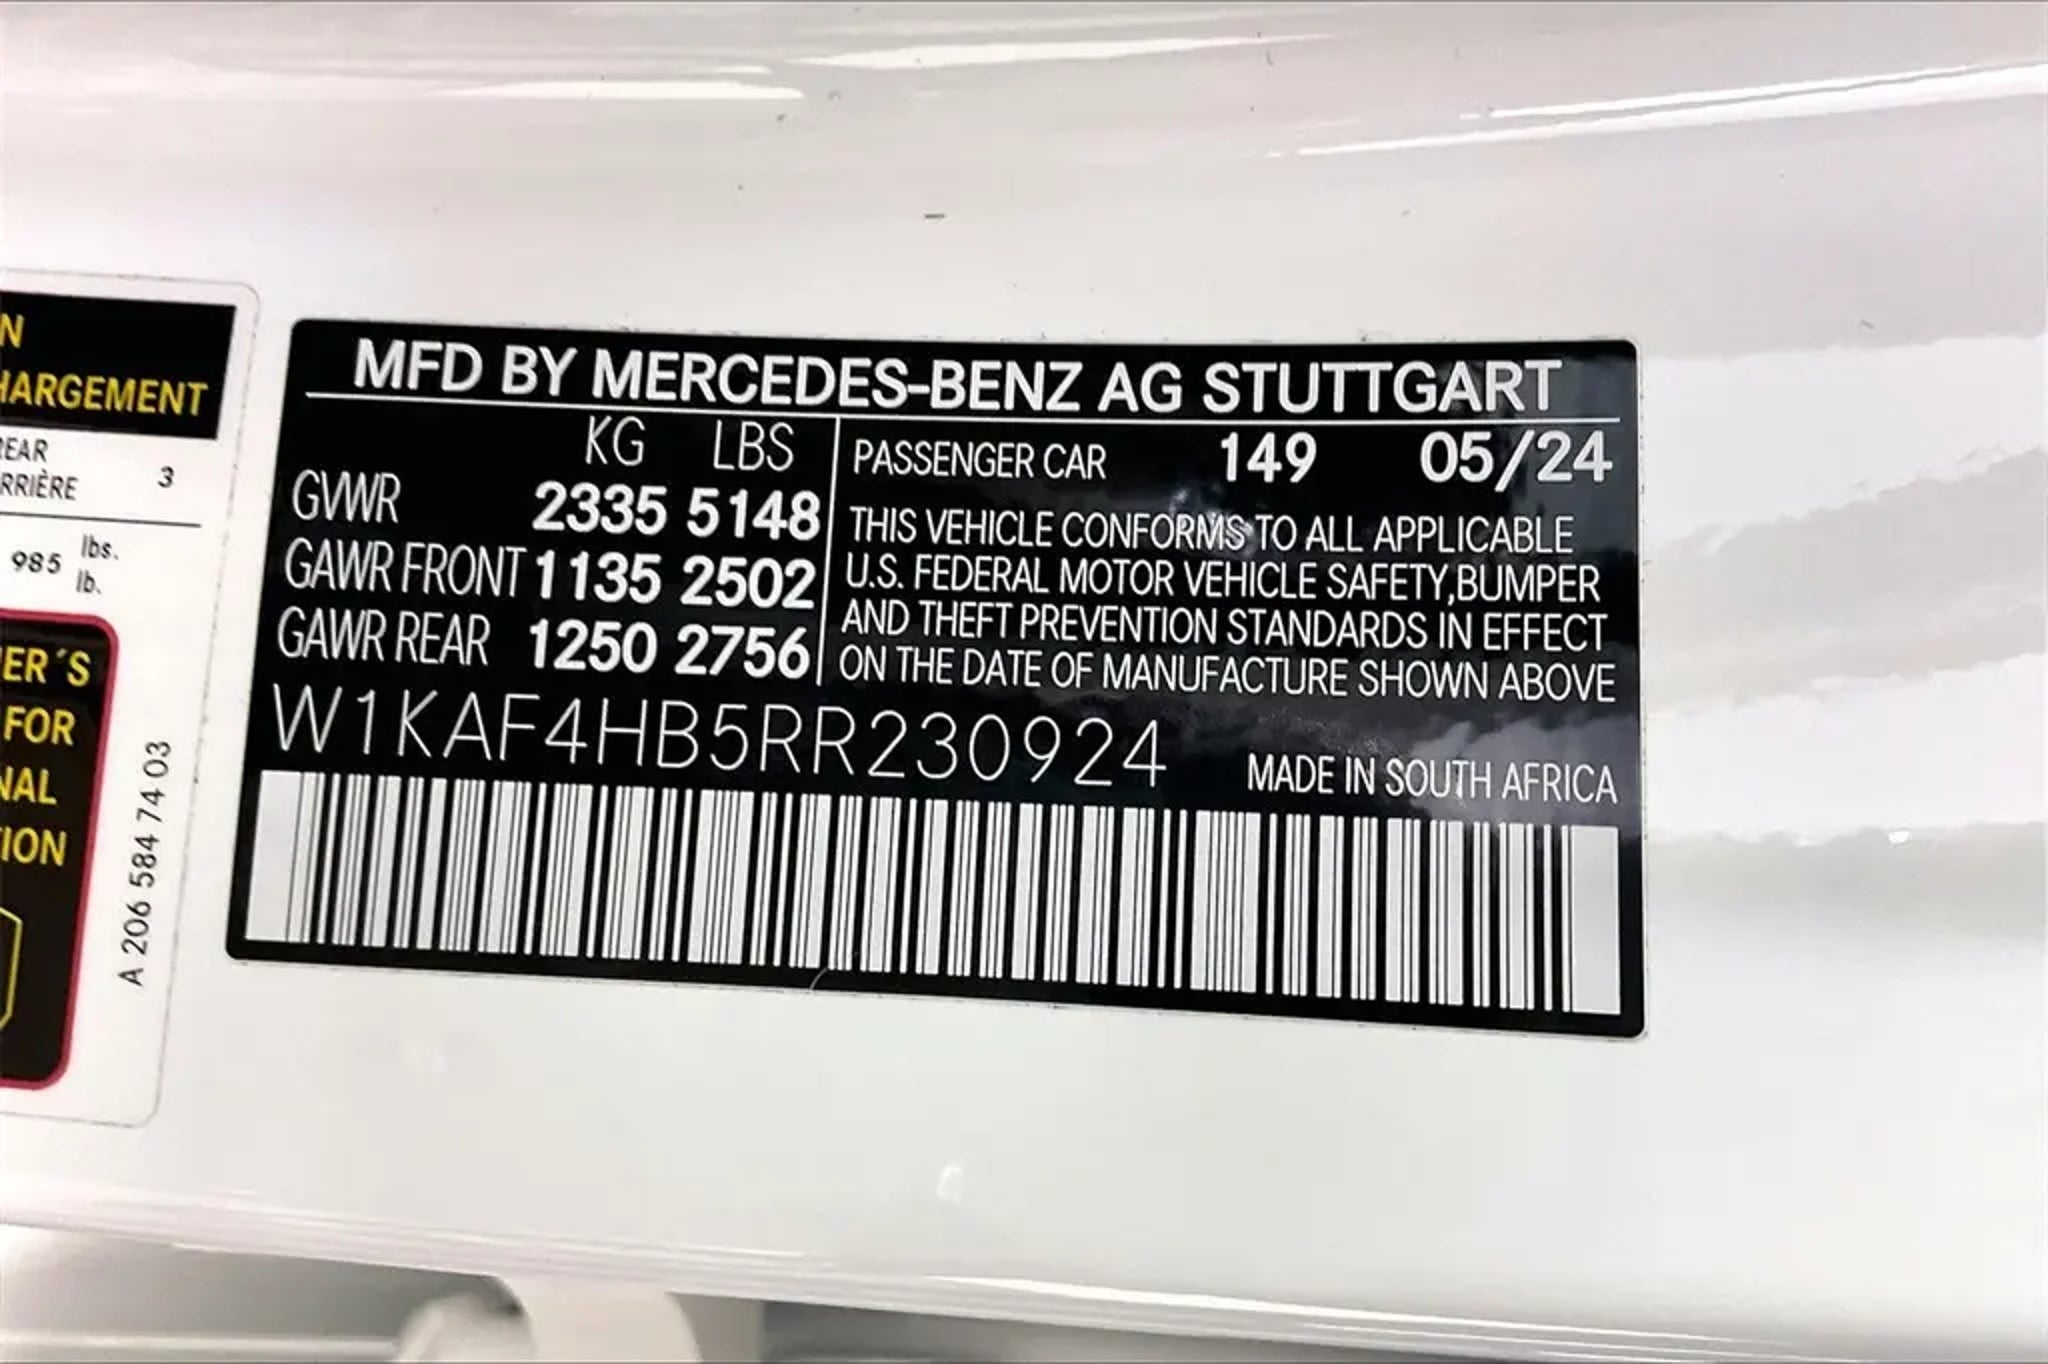 N
HARGEMENT
REAR
RRIÈRE 3
985 lbs.
lb.
ER´S
FOR
NAL
ION
A 206 584 74 03
MFD BY MERCEDES-BENZ AG STUTTGART
KG LBS
GVWR 2335 5148
GAWR FRONT 1135 2502
GAWR REAR 1250 2756
PASSENGER CAR 149 05/24
THIS VEHICLE CONFORMS TO ALL APPLICABLE
U.S. FEDERAL MOTOR VEHICLE SAFETY,BUMPER
AND THEFT PREVENTION STANDARDS IN EFFECT
ON THE DATE OF MANUFACTURE SHOWN ABOVE
W1KAF4HB5RR230924
MADE IN SOUTH AFRICA